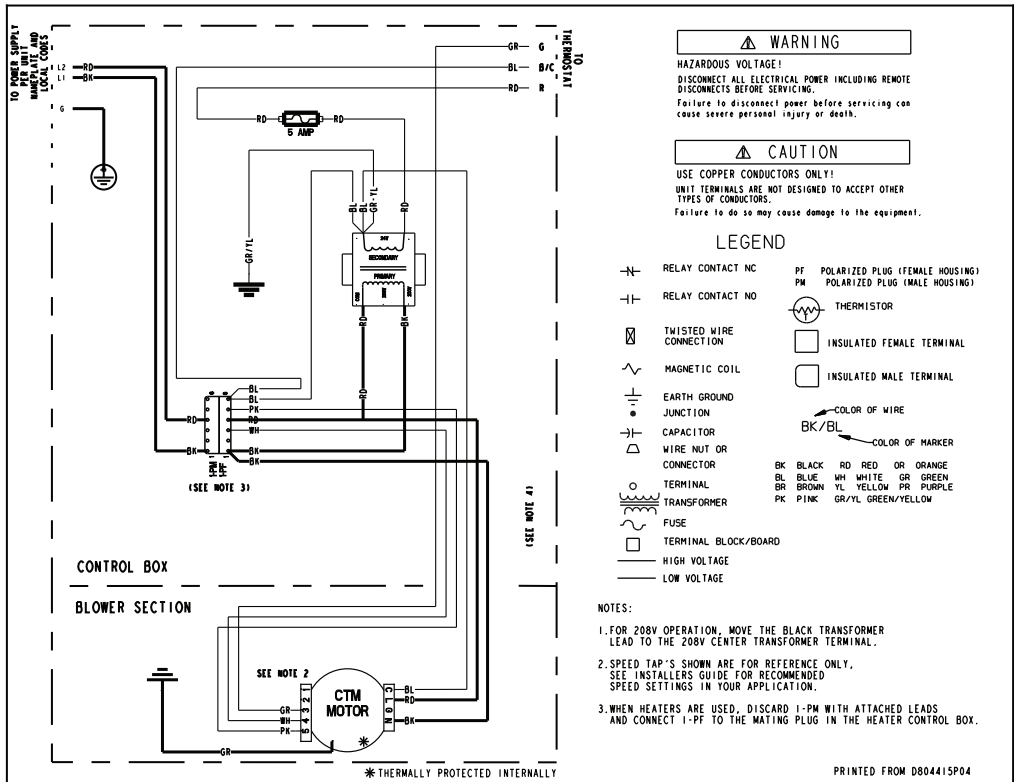 TO POWER SUPPLY
PER UNIT
NAMEPLATE AND
LOCAL CODES
L2
RD
L1
BK
G
GR
G
BL
B/C
RD
R
TO
THERMOSTAT
RD
RD
5 AMP
GR/YL
BL
BL
GR-YL
RD
24V
SECONDARY
PRIMARY
RD
BK
RD
6
6
BL
BL
PK
RD
RD
WH
BK
BK
BK
1-PM 1
1-PF 1
(SEE NOTE 3)
(SEE NOTE 4)
CONTROL BOX
BLOWER SECTION
SEE NOTE 2
CTM
MOTOR
1
2
3
4
5
GR
WH
PK
C
L
G
N
BL
RD
BK
GR
* THERMALLY PROTECTED INTERNALLY
⚠ WARNING
HAZARDOUS VOLTAGE!
DISCONNECT ALL ELECTRICAL POWER INCLUDING REMOTE
DISCONNECTS BEFORE SERVICING.
Failure to disconnect power before servicing can
cause severe personal injury or death.
⚠ CAUTION
USE COPPER CONDUCTORS ONLY!
UNIT TERMINALS ARE NOT DESIGNED TO ACCEPT OTHER
TYPES OF CONDUCTORS.
Failure to do so may cause damage to the equipment.
LEGEND
RELAY CONTACT NC
RELAY CONTACT NO
TWISTED WIRE
CONNECTION
MAGNETIC COIL
EARTH GROUND
JUNCTION
CAPACITOR
WIRE NUT OR
CONNECTOR
TERMINAL
TRANSFORMER
FUSE
TERMINAL BLOCK/BOARD
HIGH VOLTAGE
LOW VOLTAGE
PF POLARIZED PLUG (FEMALE HOUSING)
PM POLARIZED PLUG (MALE HOUSING)
THERMISTOR
INSULATED FEMALE TERMINAL
INSULATED MALE TERMINAL
COLOR OF WIRE
BK/BL
COLOR OF MARKER
BK BLACK RD RED OR ORANGE
BL BLUE WH WHITE GR GREEN
BR BROWN YL YELLOW PR PURPLE
PK PINK GR/YL GREEN/YELLOW
NOTES:
1.FOR 208V OPERATION, MOVE THE BLACK TRANSFORMER
LEAD TO THE 208V CENTER TRANSFORMER TERMINAL.
2.SPEED TAP'S SHOWN ARE FOR REFERENCE ONLY,
SEE INSTALLERS GUIDE FOR RECOMMENDED
SPEED SETTINGS IN YOUR APPLICATION.
3.WHEN HEATERS ARE USED, DISCARD 1-PM WITH ATTACHED LEADS
AND CONNECT 1-PF TO THE MATING PLUG IN THE HEATER CONTROL BOX.
PRINTED FROM D804415P04